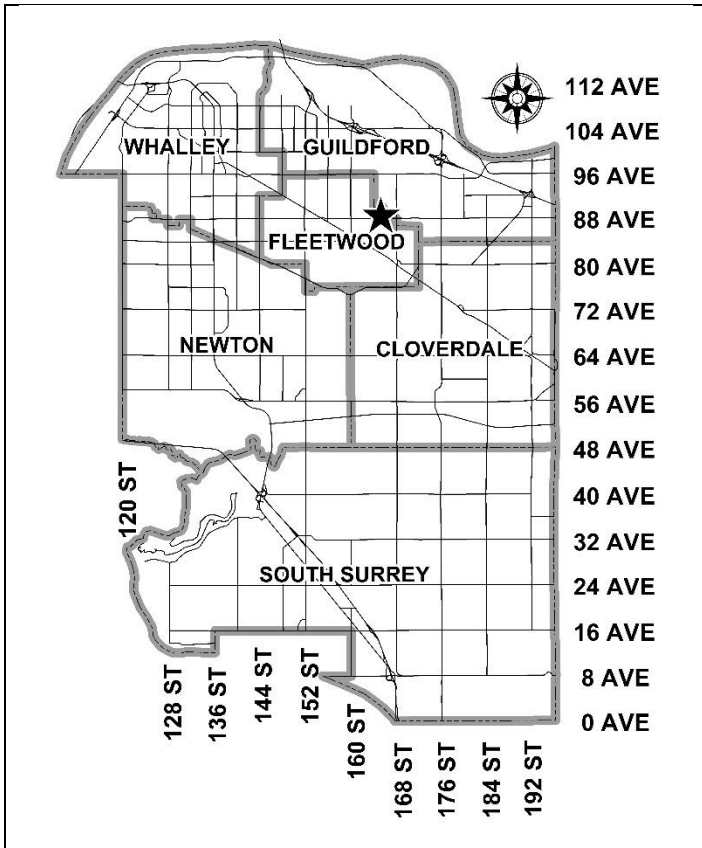 112 AVE
104 AVE
WHALLEY
GUILDFORD
96 AVE
88 AVE
FLEETWOOD
80 AVE
72 AVE
NEWTON
CLOVERDALE
64 AVE
56 AVE
48 AVE
120 ST
40 AVE
32 AVE
SOUTH SURREY
24 AVE
16 AVE
8 AVE
0 AVE
128 ST
136 ST
144 ST
152 ST
160 ST
168 ST
176 ST
184 ST
192 ST